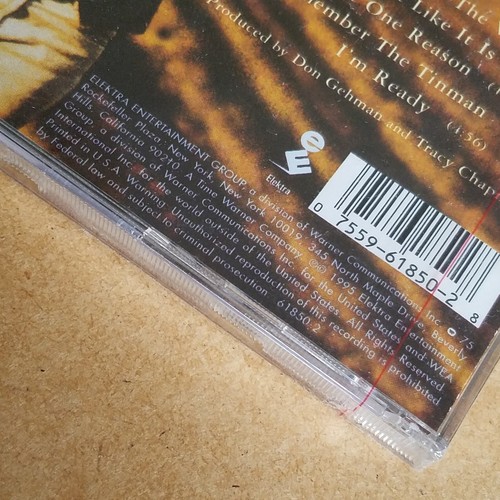 The
Like It Is
One Reason
ember The Tinman
I'm Ready (4:56)
Produced by Don Gehman and Tracy Chap
e
E
Elektra
0 7559-61850-2 8
ELEKTRA ENTERTAINMENT GROUP, a division of Warner Communications Inc. 75
Rockefeller Plaza, New York, New York 10019. 345 North Maple Drive, Beverly
Hills, California 90210. A Time Warner Company. ℗© 1995 Elektra Entertainment
Group, a division of Warner Communications, Inc. for the United States and WEA
International Inc. for the world outside of the United States. All Rights Reserved.
Printed in U.S.A. Warning: Unauthorized reproduction of this recording is prohibited
by Federal law and subject to criminal prosecution. 61850.2